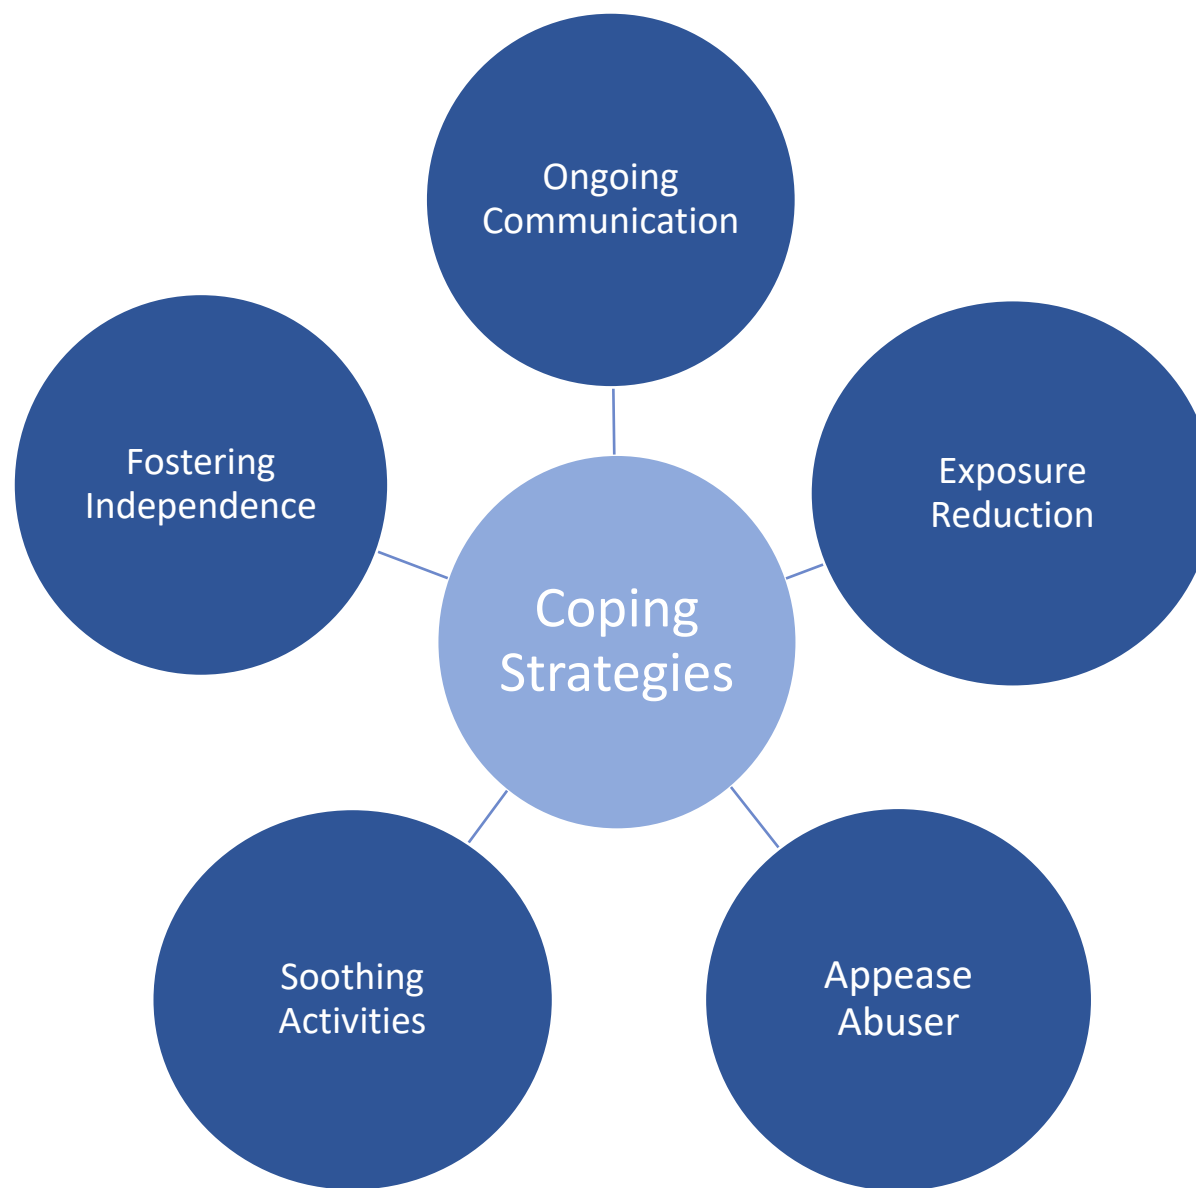 Ongoing
Communication
Fostering
Independence
Exposure
Reduction
Coping
Strategies
Soothing
Activities
Appease
Abuser